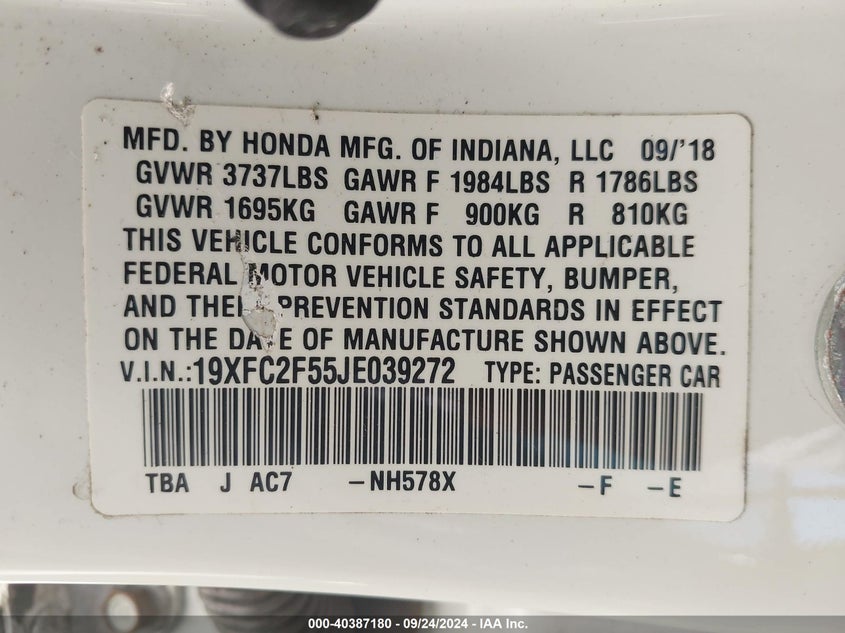 MFD. BY HONDA MFG. OF INDIANA, LLC 09/'18
GVWR 3737LBS GAWR F 1984LBS R 1786LBS
GVWR 1695KG GAWR F 900KG R 810KG
THIS VEHICLE CONFORMS TO ALL APPLICABLE
FEDERAL MOTOR VEHICLE SAFETY, BUMPER,
AND THEFT PREVENTION STANDARDS IN EFFECT
ON THE DATE OF MANUFACTURE SHOWN ABOVE.
V.I.N.:19XFC2F55JE039272 TYPE: PASSENGER CAR
TBA J AC7 -NH578X -F -E
000-40387180 - 09/24/2024 - IAA Inc.